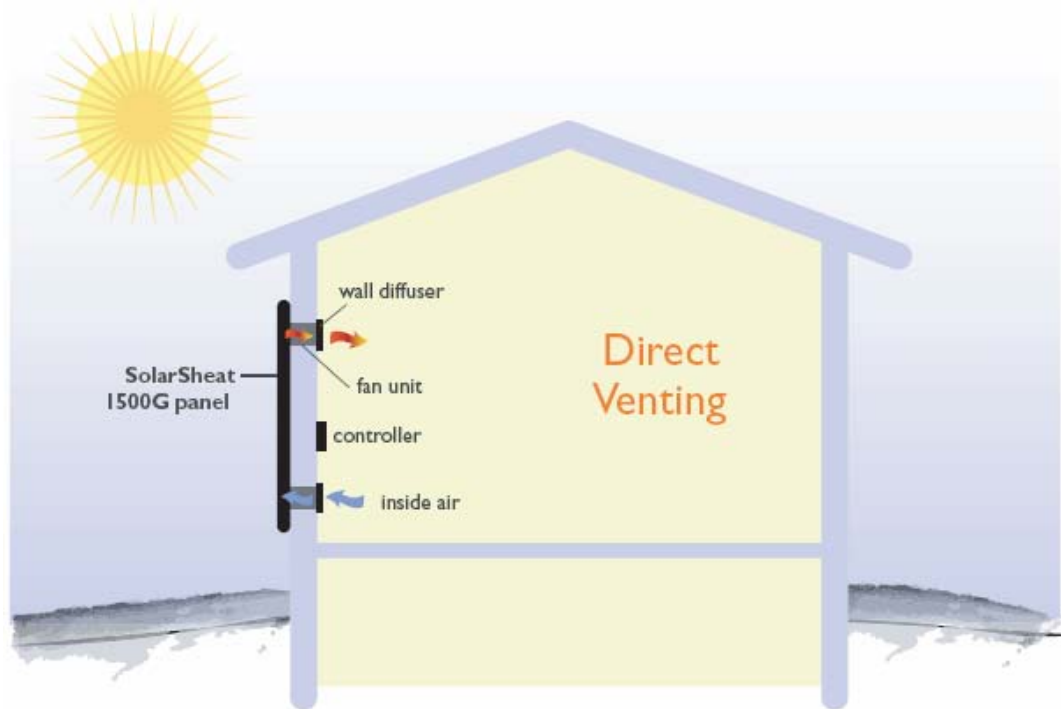 wall diffuser
fan unit
SolarSheat
1500G panel
controller
inside air
Direct
Venting